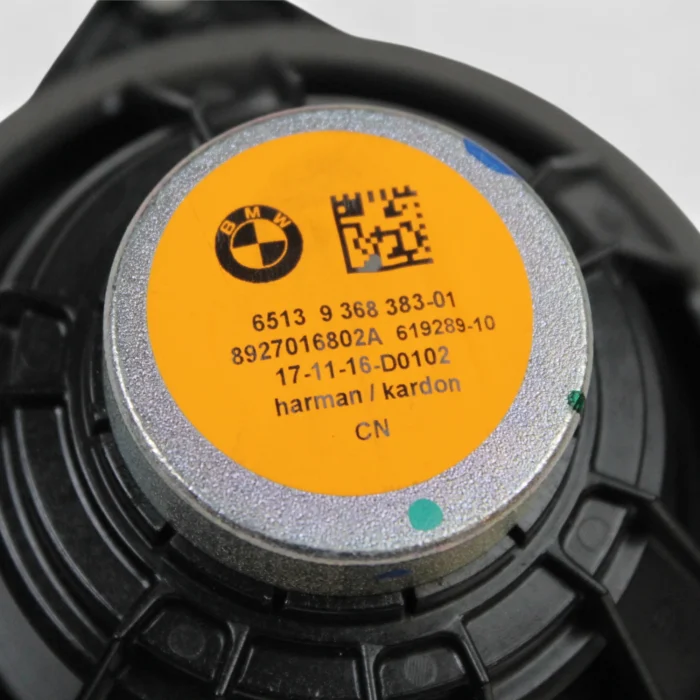 BMW
6513 9 368 383-01
8927016802A 619289-10
17-11-16-D0102
harman / kardon
CN